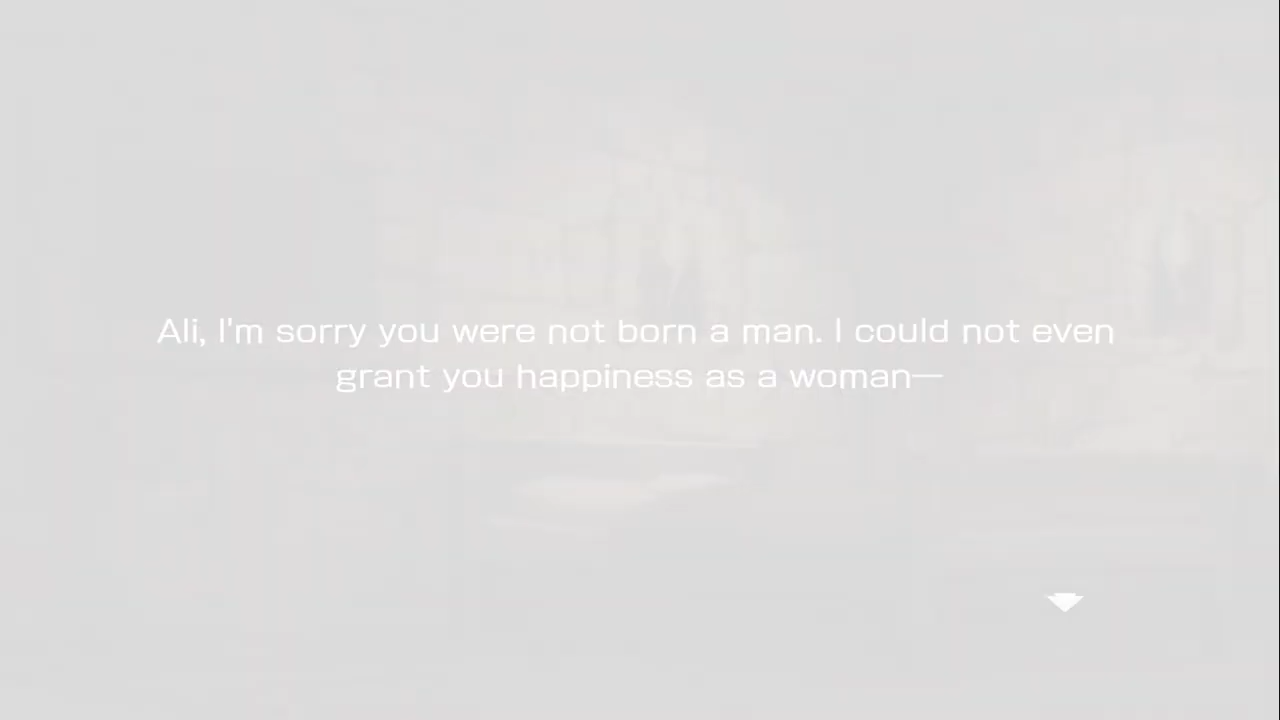 Ali, I'm sorry you were not born a man. I could not even
grant you happiness as a woman—